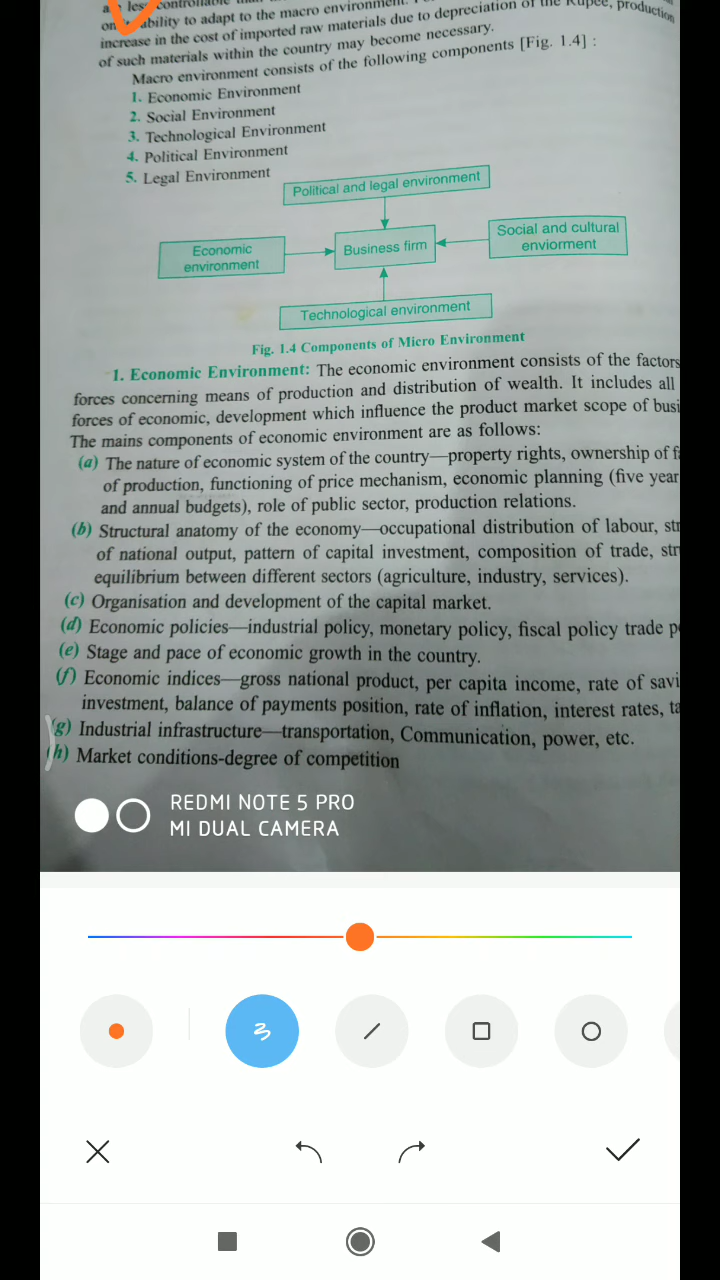 ability to adapt to the macro environment.
increase in the cost of imported raw materials due to depreciation of the Rupee, production
of such materials within the country may become necessary.
Macro environment consists of the following components [Fig. 1.4] :
1. Economic Environment
2. Social Environment
3. Technological Environment
4. Political Environment
5. Legal Environment
Political and legal environment
Economic
environment
Business firm
Social and cultural
enviorment
Technological environment
Fig. 1.4 Components of Micro Environment
1. Economic Environment: The economic environment consists of the factors
forces concerning means of production and distribution of wealth. It includes all
forces of economic, development which influence the product market scope of busi
The mains components of economic environment are as follows:
(a) The nature of economic system of the country—property rights, ownership of
of production, functioning of price mechanism, economic planning (five year
and annual budgets), role of public sector, production relations.
(b) Structural anatomy of the economy—occupational distribution of labour, str
of national output, pattern of capital investment, composition of trade, str
equilibrium between different sectors (agriculture, industry, services).
(c) Organisation and development of the capital market.
(d) Economic policies—industrial policy, monetary policy, fiscal policy trade
(e) Stage and pace of economic growth in the country.
(f) Economic indices—gross national product, per capita income, rate of savi
investment, balance of payments position, rate of inflation, interest rates, ta
g) Industrial infrastructure—transportation, Communication, power, etc.
h) Market conditions-degree of competition
REDMI NOTE 5 PRO
MI DUAL CAMERA